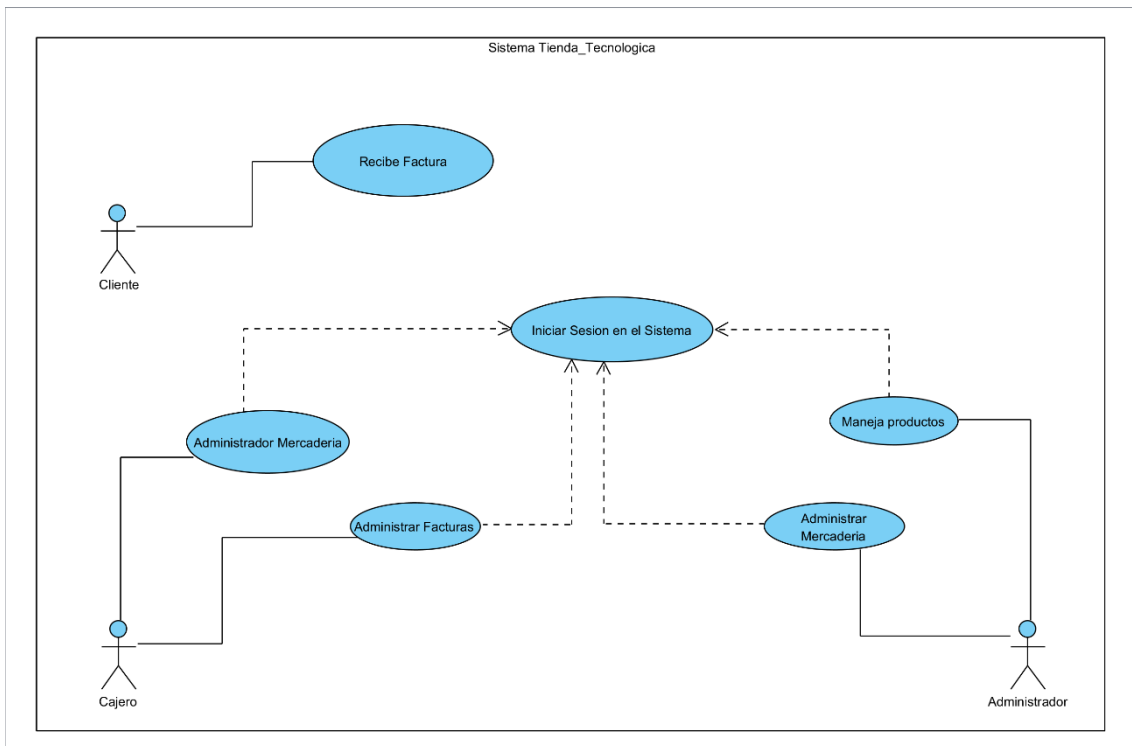 Sistema Tienda_Tecnologica
Recibe Factura
Cliente
Iniciar Sesion en el Sistema
Maneja productos
Administrador Mercaderia
Administrar Facturas
Administrar
Mercaderia
Cajero
Administrador